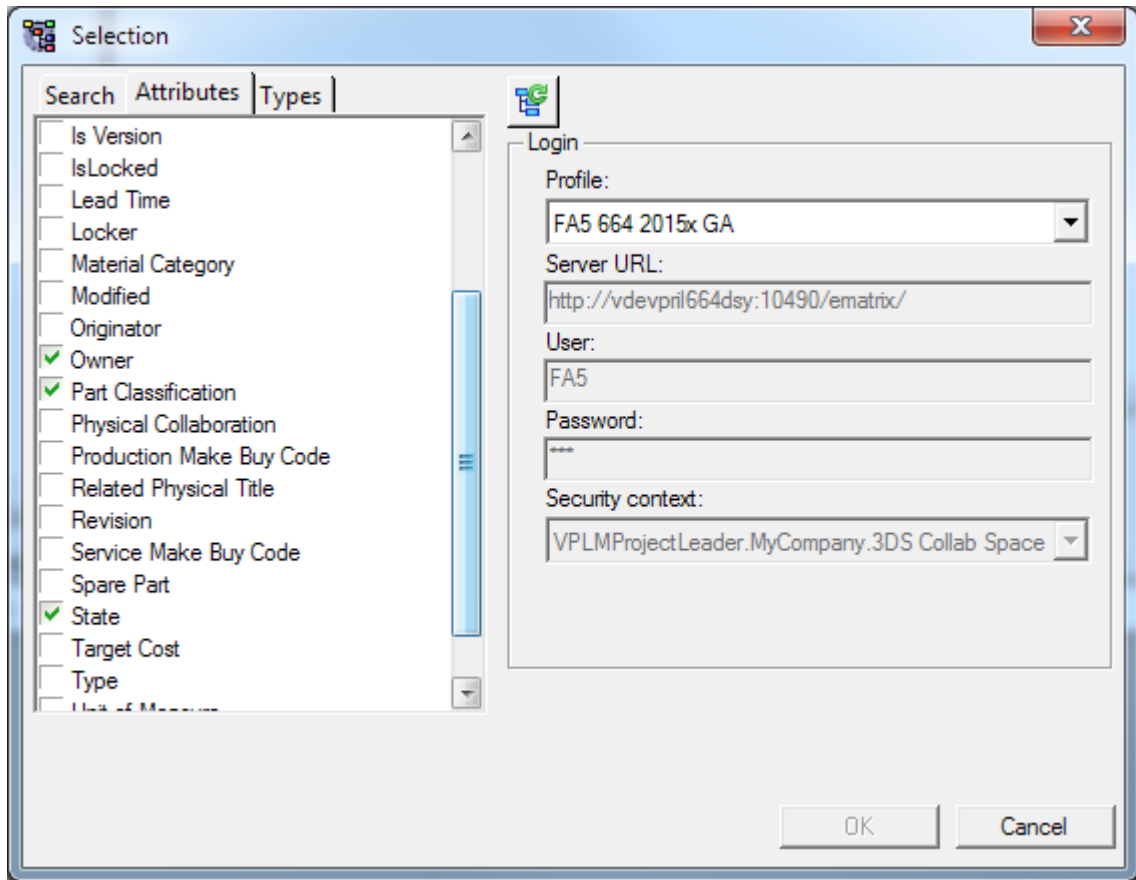 Selection
Search Attributes Types
Is Version
IsLocked
Lead Time
Locker
Material Category
Modified
Originator
Owner
Part Classification
Physical Collaboration
Production Make Buy Code
Related Physical Title
Revision
Service Make Buy Code
Spare Part
State
Target Cost
Type
Unit of Measure
Login
Profile:
FA5 664 2015x GA
Server URL:
http://vdevpril664dsy:10490/ematrix/
User:
FA5
Password:
***
Security context:
VPLMProjectLeader.MyCompany.3DS Collab Space
OK Cancel